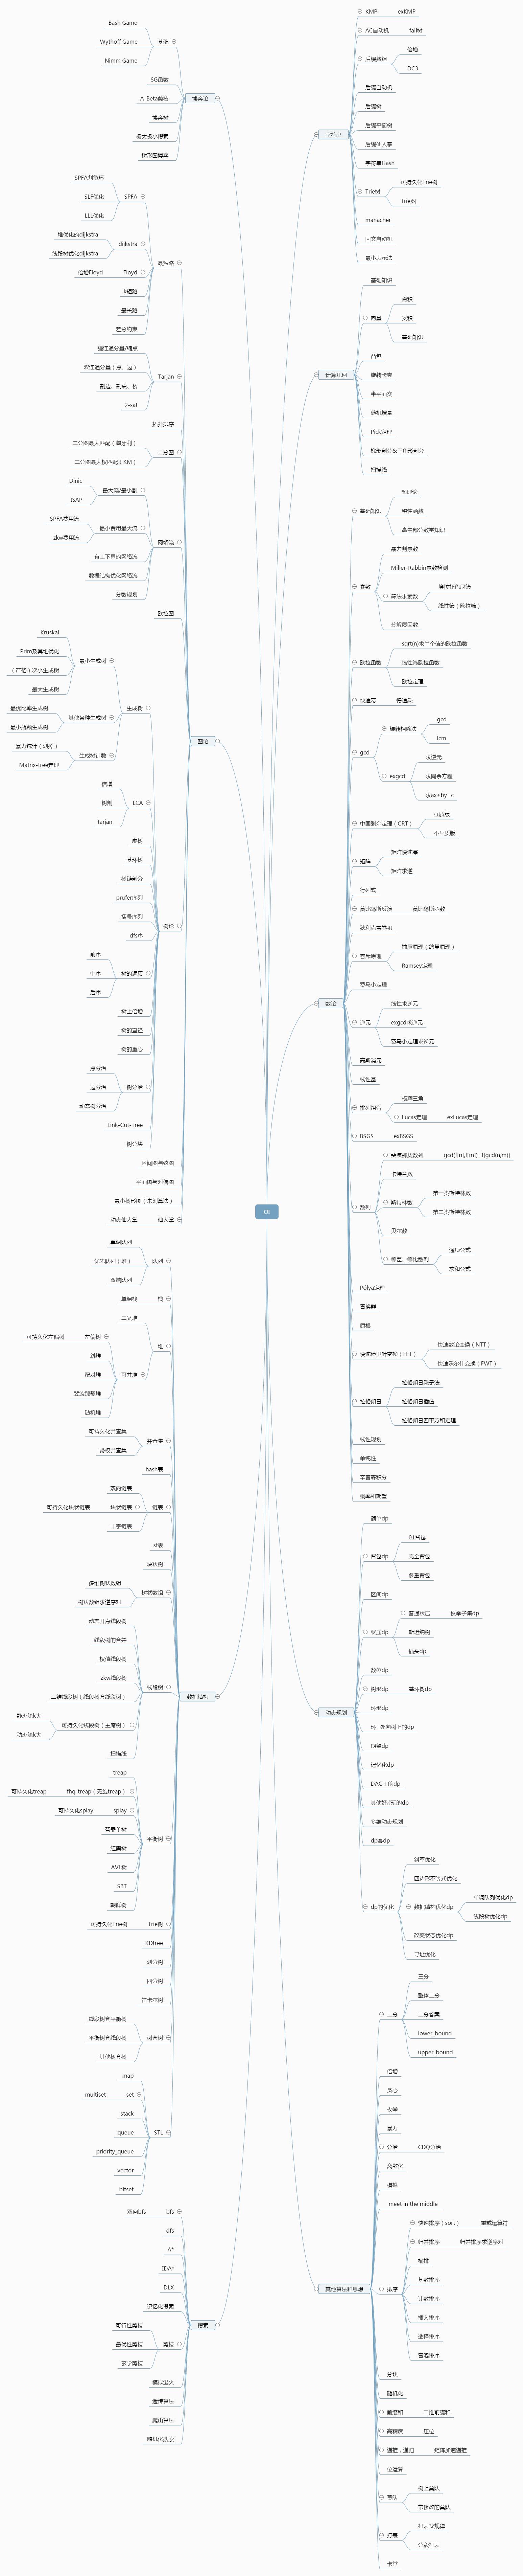 OI
博弈论
基础
Bash Game
Wythoff Game
Nimm Game
SG函数
A-Beta剪枝
博弈树
极大极小搜索
树形图博弈
图论
最短路
SPFA
SPFA判负环
SLF优化
LLL优化
dijkstra
堆优化的dijkstra
线段树优化dijkstra
Floyd
倍增Floyd
k短路
最长路
差分约束
Tarjan
强连通分量/缩点
双连通分量（点、边）
割边、割点、桥
2-sat
拓扑排序
二分图
二分图最大匹配（匈牙利）
二分图最大权匹配（KM）
网络流
最大流/最小割
Dinic
ISAP
最小费用最大流
SPFA费用流
zkw费用流
有上下界的网络流
数据结构优化网络流
分数规划
欧拉图
树论
生成树
最小生成树
Kruskal
Prim及其堆优化
（严格）次小生成树
最大生成树
其他各种生成树
最优比率生成树
最小瓶颈生成树
生成树计数
暴力统计（划掉）
Matrix-tree定理
LCA
倍增
树剖
tarjan
虚树
基环树
树链剖分
prufer序列
括号序列
dfs序
树的遍历
前序
中序
后序
树上倍增
树的直径
树的重心
树分治
点分治
边分治
动态树分治
Link-Cut-Tree
树分块
区间图与弦图
平面图与对偶图
最小树形图（朱刘算法）
仙人掌
动态仙人掌
数据结构
队列
单调队列
优先队列（堆）
双端队列
栈
单调栈
堆
二叉堆
可并堆
左偏树
可持久化左偏树
斜堆
配对堆
斐波那契堆
随机堆
并查集
可持久化并查集
带权并查集
hash表
链表
双向链表
块状链表
可持久化块状链表
十字链表
st表
块状树
树状数组
多维树状数组
树状数组求逆序对
线段树
动态开点线段树
线段树的合并
权值线段树
zkw线段树
二维线段树（线段树套线段树）
可持久化线段树（主席树）
静态第k大
动态第k大
扫描线
平衡树
treap
fhq-treap（无旋treap）
可持久化treap
splay
可持久化splay
替罪羊树
红黑树
AVL树
SBT
朝鲜树
Trie树
可持久化Trie树
KDtree
划分树
四分树
笛卡尔树
树套树
线段树套平衡树
平衡树套线段树
其他树套树
STL
map
set
multiset
stack
queue
priority_queue
vector
bitset
搜索
bfs
双向bfs
dfs
A*
IDA*
DLX
记忆化搜索
剪枝
可行性剪枝
最优性剪枝
玄学剪枝
模拟退火
遗传算法
爬山算法
随机化搜索
字符串
KMP
exKMP
AC自动机
fail树
后缀数组
倍增
DC3
后缀自动机
后缀树
后缀平衡树
后缀仙人掌
字符串Hash
Trie树
可持久化Trie树
Trie图
manacher
回文自动机
最小表示法
计算几何
基础知识
向量
点积
叉积
基础知识
凸包
旋转卡壳
半平面交
随机增量
Pick定理
梯形剖分&三角形剖分
扫描线
数论
基础知识
%理论
积性函数
高中部分数学知识
素数
暴力判素数
Miller-Rabbin素数检测
筛法求素数
埃拉托色尼筛
线性筛（欧拉筛）
分解质因数
欧拉函数
sqrt(n)求单个值的欧拉函数
线性筛欧拉函数
欧拉定理
快速幂
慢速斯
gcd
辗转相除法
gcd
lcm
exgcd
求逆元
求同余方程
求ax+by=c
中国剩余定理（CRT）
互质版
不互质版
矩阵
矩阵快速幂
矩阵求逆
行列式
莫比乌斯反演
莫比乌斯函数
狄利克雷卷积
容斥原理
抽屉原理（鸽巢原理）
Ramsey定理
费马小定理
逆元
线性求逆元
exgcd求逆元
费马小定理求逆元
高斯消元
线性基
排列组合
杨辉三角
Lucas定理
exLucas定理
BSGS
exBSGS
数列
斐波那契数列
gcd(f[n],f[m])=f[gcd(n,m)]
卡特兰数
斯特林数
第一类斯特林数
第二类斯特林数
贝尔数
等差、等比数列
通项公式
求和公式
Pólya定理
置换群
原根
快速傅里叶变换（FFT）
快速数论变换（NTT）
快速沃尔什变换（FWT）
拉格朗日
拉格朗日乘子法
拉格朗日插值
拉格朗日四平方和定理
线性规划
单纯性
辛普森积分
概率和期望
动态规划
简单dp
背包dp
01背包
完全背包
多重背包
区间dp
状压dp
普通状压
枚举子集dp
斯坦纳树
插头dp
数位dp
树形dp
基环树dp
环形dp
环+外向树上的dp
期望dp
记忆化dp
DAG上的dp
其他好♂玩的dp
多维动态规划
dp套dp
dp的优化
斜率优化
四边形不等式优化
数据结构优化dp
单调队列优化dp
线段树优化dp
改变状态优化dp
寻址优化
其他算法和思想
二分
三分
整体二分
二分答案
lower_bound
upper_bound
倍增
贪心
枚举
暴力
分治
CDQ分治
离散化
模拟
meet in the middle
排序
快速排序（sort）
重载运算符
归并排序
归并排序求逆序对
桶排
基数排序
计数排序
插入排序
选择排序
冒泡排序
分块
随机化
前缀和
二维前缀和
高精度
压位
递推，递归
矩阵加速递推
位运算
莫队
树上莫队
带修改的莫队
打表
打表找规律
分段打表
卡常